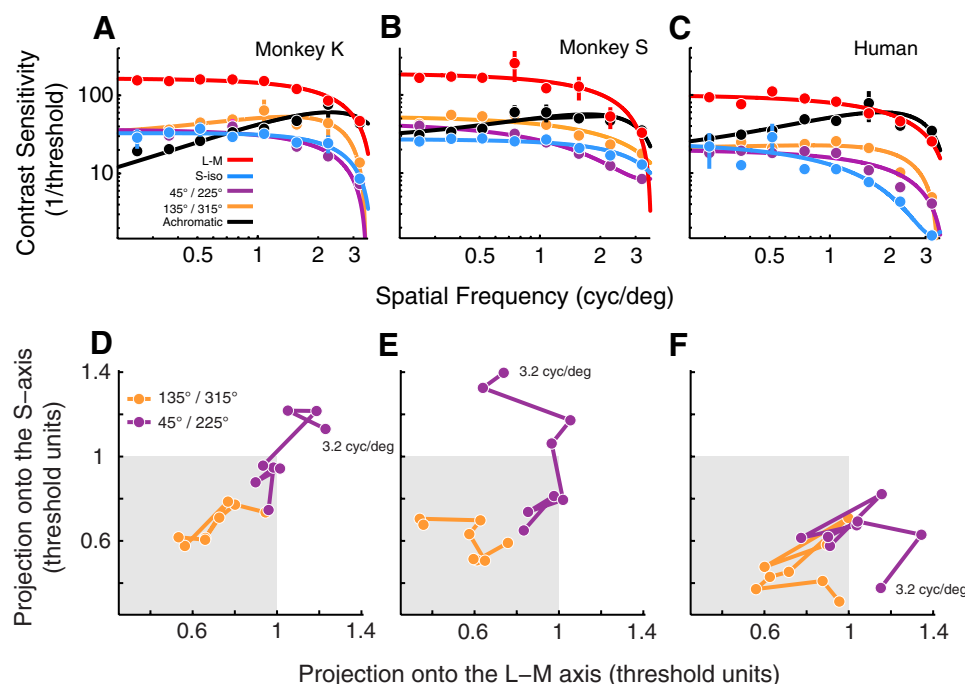 A
B
C
Monkey K
Monkey S
Human
Contrast Sensitivity
(1/threshold)
100
10
L-M
S-iso
45° / 225°
135° / 315°
Achromatic
0.5 1 2 3
0.5 1 2 3
0.5 1 2 3
Spatial Frequency (cyc/deg)
D
E
F
Projection onto the S−axis
(threshold units)
1.4
1
0.6
135° / 315°
45° / 225°
3.2 cyc/deg
3.2 cyc/deg
3.2 cyc/deg
0.6 1 1.4
0.6 1 1.4
0.6 1 1.4
Projection onto the L−M axis (threshold units)